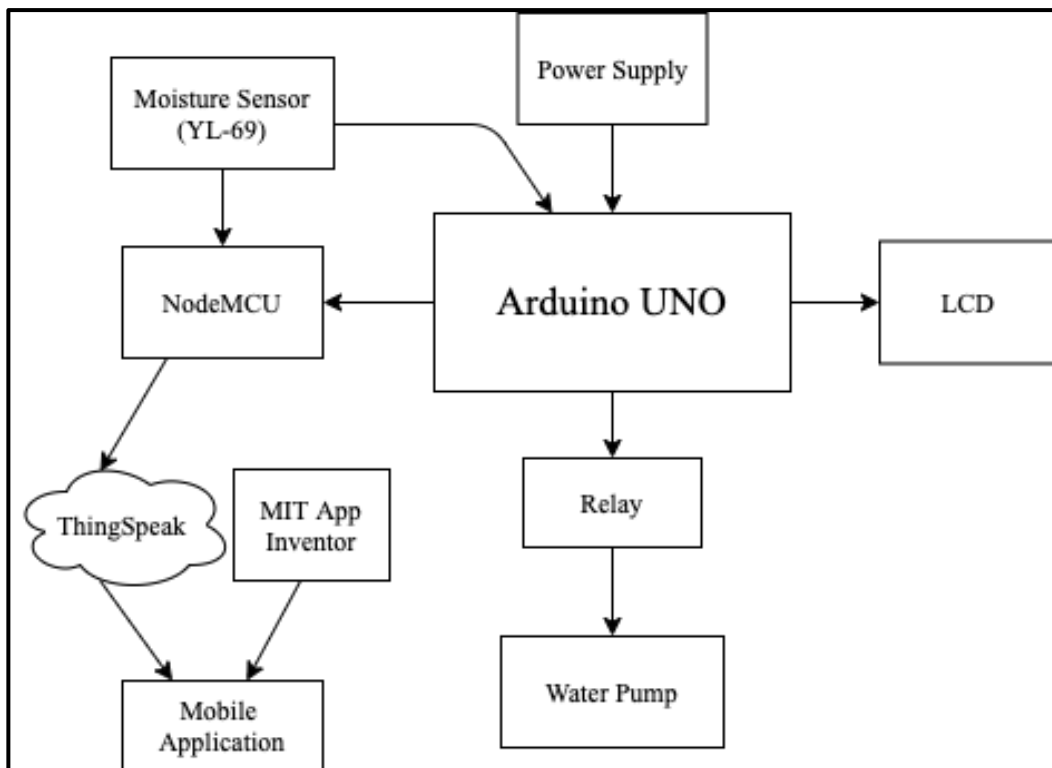 Power Supply
Moisture Sensor
(YL-69)
NodeMCU
Arduino UNO
LCD
ThingSpeak
MIT App
Inventor
Relay
Water Pump
Mobile
Application